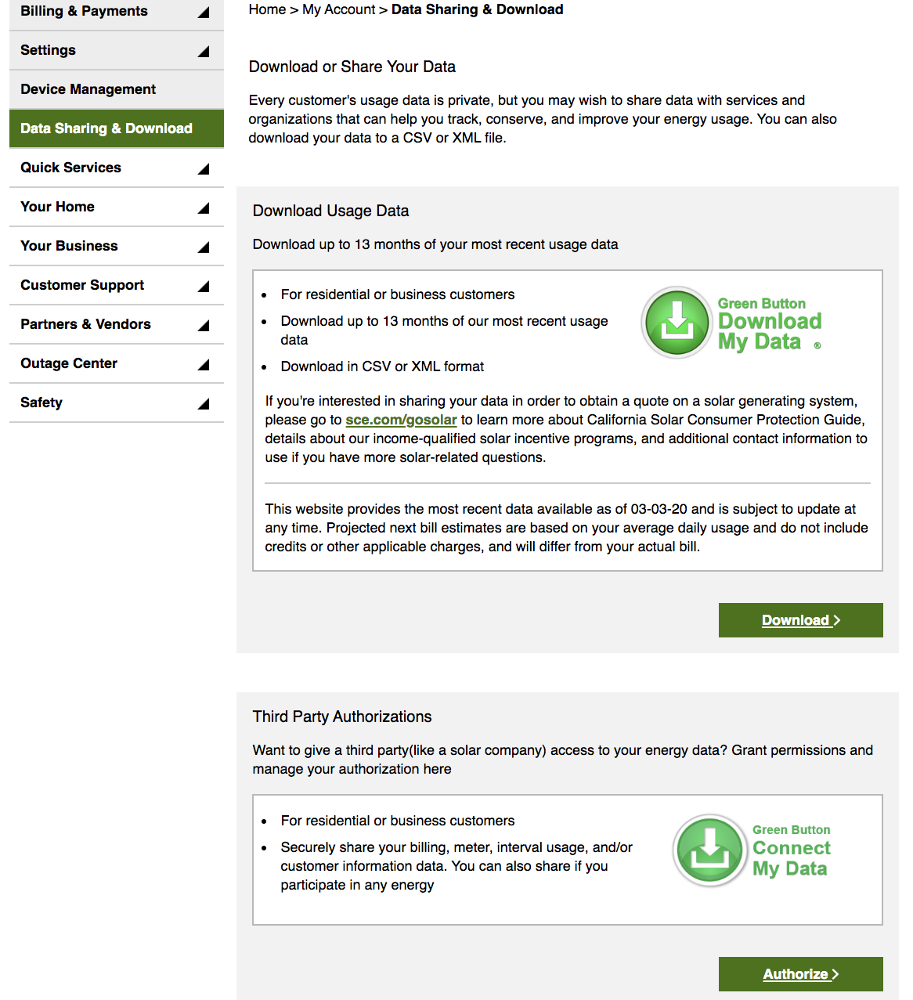 Billing & Payments
Settings
Device Management
Data Sharing & Download
Quick Services
Your Home
Your Business
Customer Support
Partners & Vendors
Outage Center
Safety
Home > My Account > Data Sharing & Download
Download or Share Your Data
Every customer's usage data is private, but you may wish to share data with services and
organizations that can help you track, conserve, and improve your energy usage. You can also
download your data to a CSV or XML file.
Download Usage Data
Download up to 13 months of your most recent usage data
• For residential or business customers
• Download up to 13 months of our most recent usage
data
• Download in CSV or XML format
Green Button
Download
My Data ®
If you're interested in sharing your data in order to obtain a quote on a solar generating system,
please go to sce.com/gosolar to learn more about California Solar Consumer Protection Guide,
details about our income-qualified solar incentive programs, and additional contact information to
use if you have more solar-related questions.
This website provides the most recent data available as of 03-03-20 and is subject to update at
any time. Projected next bill estimates are based on your average daily usage and do not include
credits or other applicable charges, and will differ from your actual bill.
Download >
Third Party Authorizations
Want to give a third party(like a solar company) access to your energy data? Grant permissions and
manage your authorization here
• For residential or business customers
• Securely share your billing, meter, interval usage, and/or
customer information data. You can also share if you
participate in any energy
Green Button
Connect
My Data
Authorize >